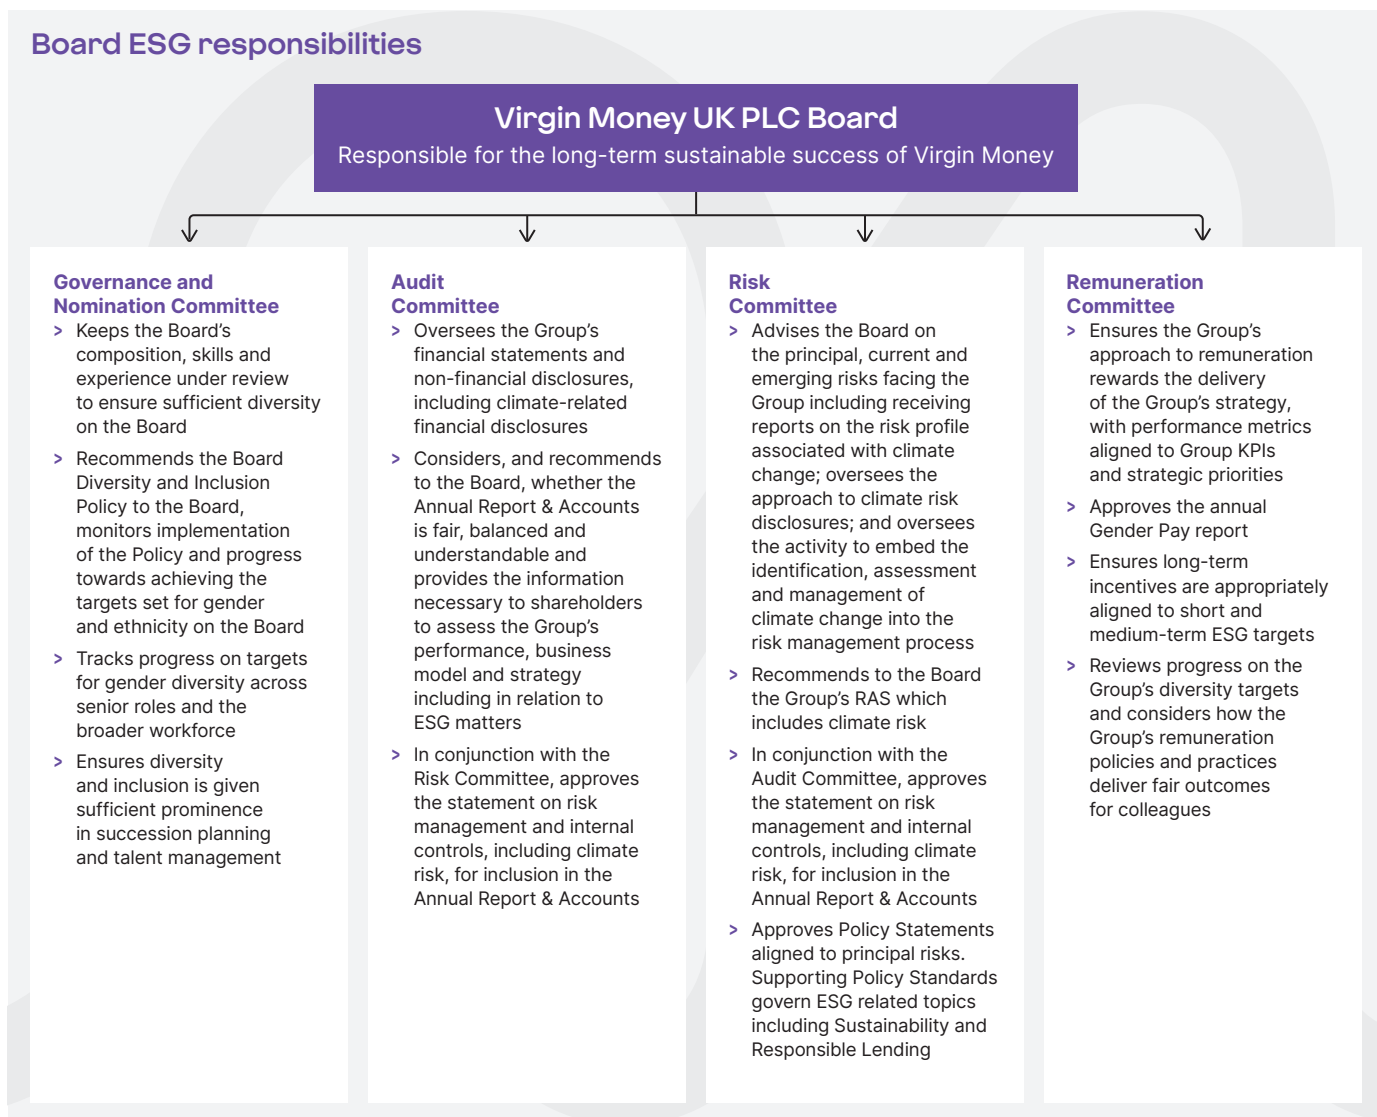 Board ESG responsibilities
Virgin Money UK PLC Board
Responsible for the long-term sustainable success of Virgin Money
Governance and
Nomination Committee
> Keeps the Board’s
composition, skills and
experience under review
to ensure sufficient diversity
on the Board
> Recommends the Board
Diversity and Inclusion
Policy to the Board,
monitors implementation
of the Policy and progress
towards achieving the
targets set for gender
and ethnicity on the Board
> Tracks progress on targets
for gender diversity across
senior roles and the
broader workforce
> Ensures diversity
and inclusion is given
sufficient prominence
in succession planning
and talent management
Audit
Committee
> Oversees the Group’s
financial statements and
non-financial disclosures,
including climate-related
financial disclosures
> Considers, and recommends
to the Board, whether the
Annual Report & Accounts
is fair, balanced and
understandable and
provides the information
necessary to shareholders
to assess the Group’s
performance, business
model and strategy
including in relation to
ESG matters
> In conjunction with the
Risk Committee, approves
the statement on risk
management and internal
controls, including climate
risk, for inclusion in the
Annual Report & Accounts
Risk
Committee
> Advises the Board on
the principal, current and
emerging risks facing the
Group including receiving
reports on the risk profile
associated with climate
change; oversees the
approach to climate risk
disclosures; and oversees
the activity to embed the
identification, assessment
and management of
climate change into the
risk management process
> Recommends to the Board
the Group’s RAS which
includes climate risk
> In conjunction with the
Audit Committee, approves
the statement on risk
management and internal
controls, including climate
risk, for inclusion in the
Annual Report & Accounts
> Approves Policy Statements
aligned to principal risks.
Supporting Policy Standards
govern ESG related topics
including Sustainability and
Responsible Lending
Remuneration
Committee
> Ensures the Group’s
approach to remuneration
rewards the delivery
of the Group’s strategy,
with performance metrics
aligned to Group KPIs
and strategic priorities
> Approves the annual
Gender Pay report
> Ensures long-term
incentives are appropriately
aligned to short and
medium-term ESG targets
> Reviews progress on the
Group’s diversity targets
and considers how the
Group’s remuneration
policies and practices
deliver fair outcomes
for colleagues